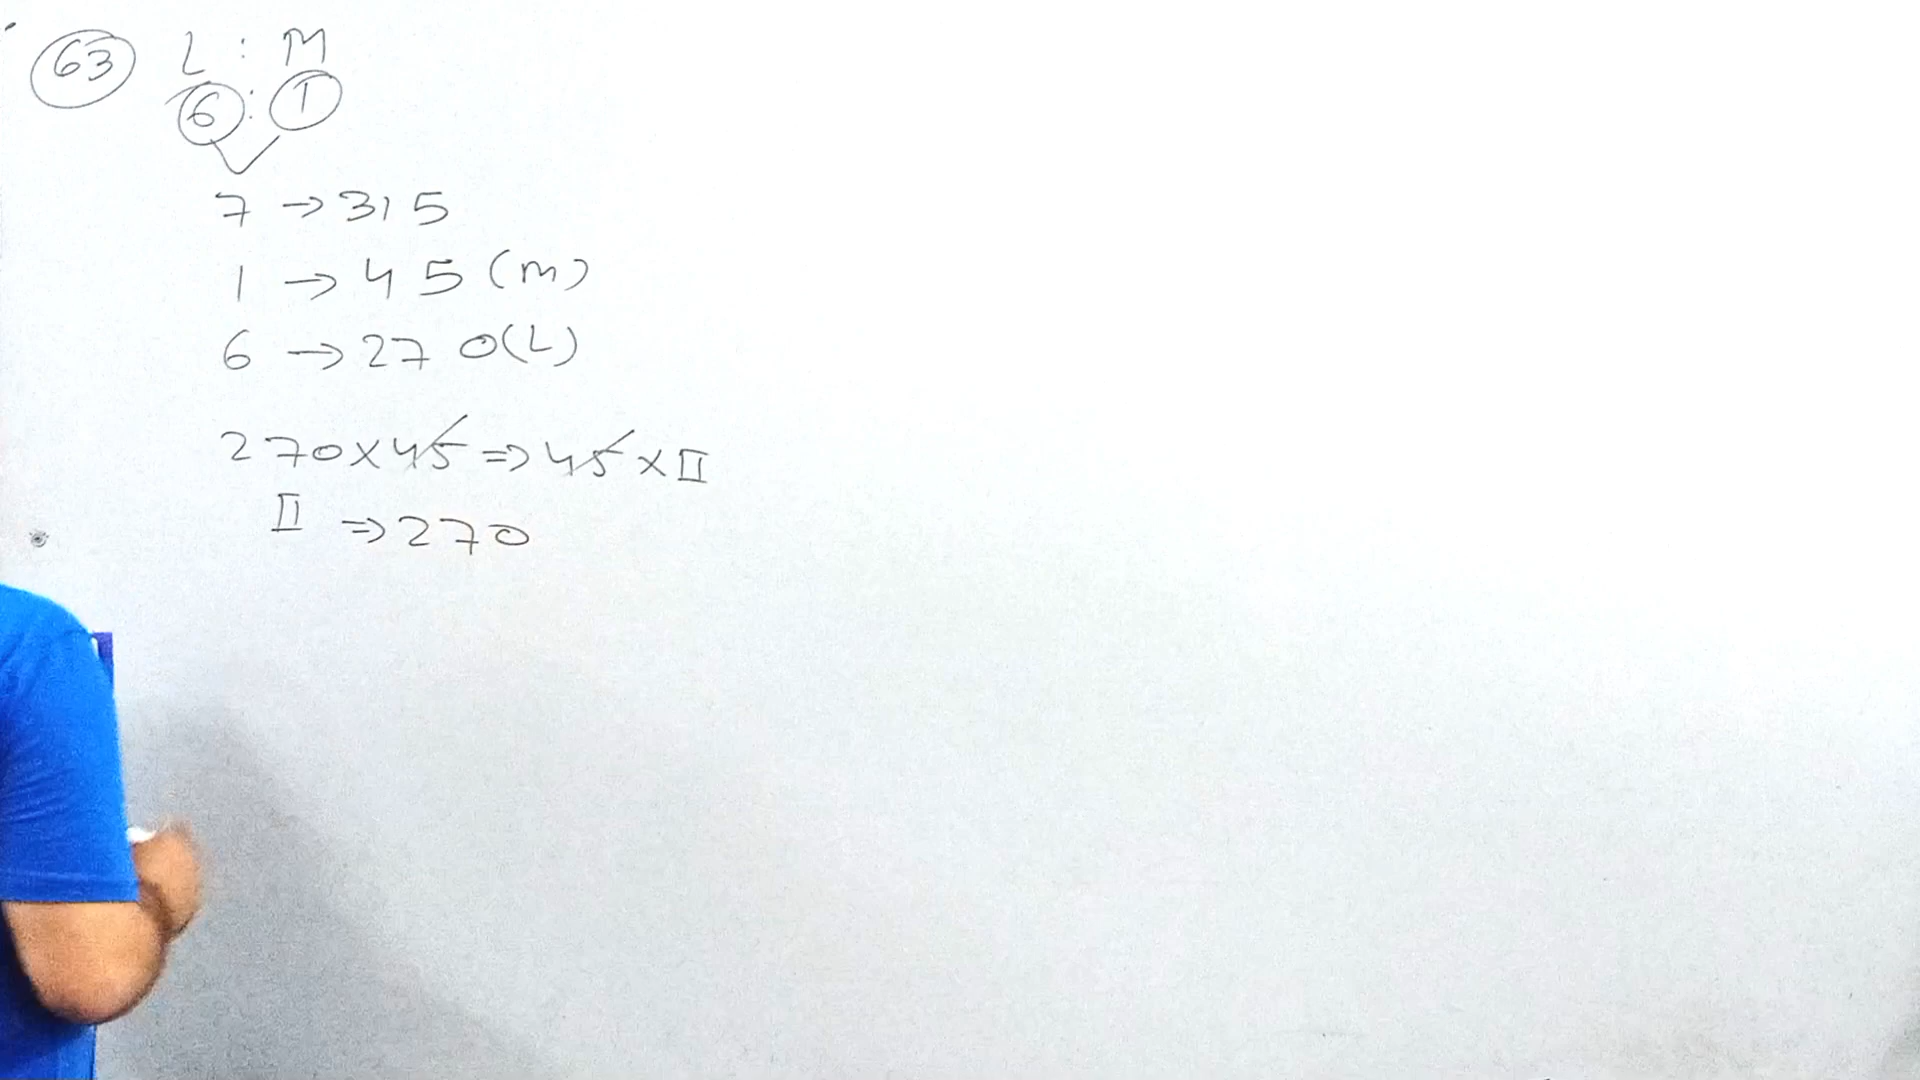 63 L : M
6 : 1
7 → 315
1 → 45 (m)
6 → 270 (L)
270 × 45 ⇒ 45 × II
II ⇒ 270